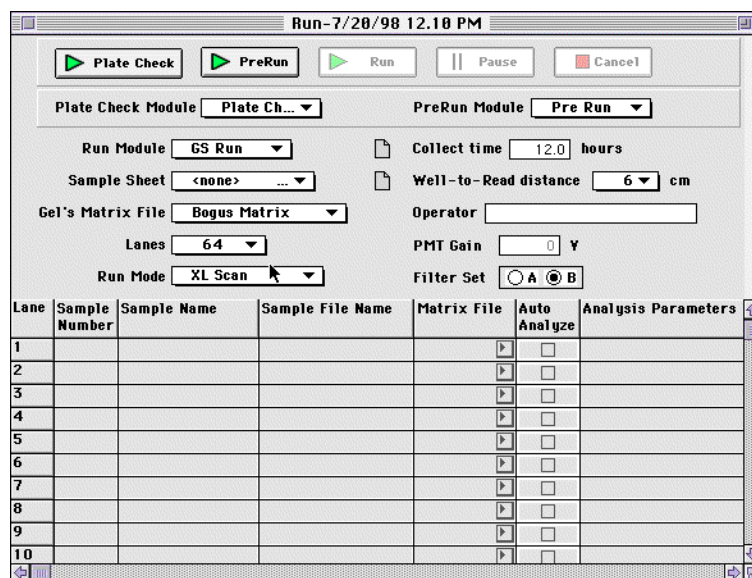 Run-7/20/98 12.10 PM
Plate Check PreRun Run Pause Cancel
Plate Check Module Plate Ch... PreRun Module Pre Run
Run Module GS Run Collect time 12.0 hours
Sample Sheet <none> ... Well-to-Read distance 6 cm
Gel's Matrix File Bogus Matrix Operator
Lanes 64 PMT Gain 0 V
Run Mode XL Scan Filter Set A B
Lane Sample Number Sample Name Sample File Name Matrix File Auto Analyze Analysis Parameters
1
2
3
4
5
6
7
8
9
10